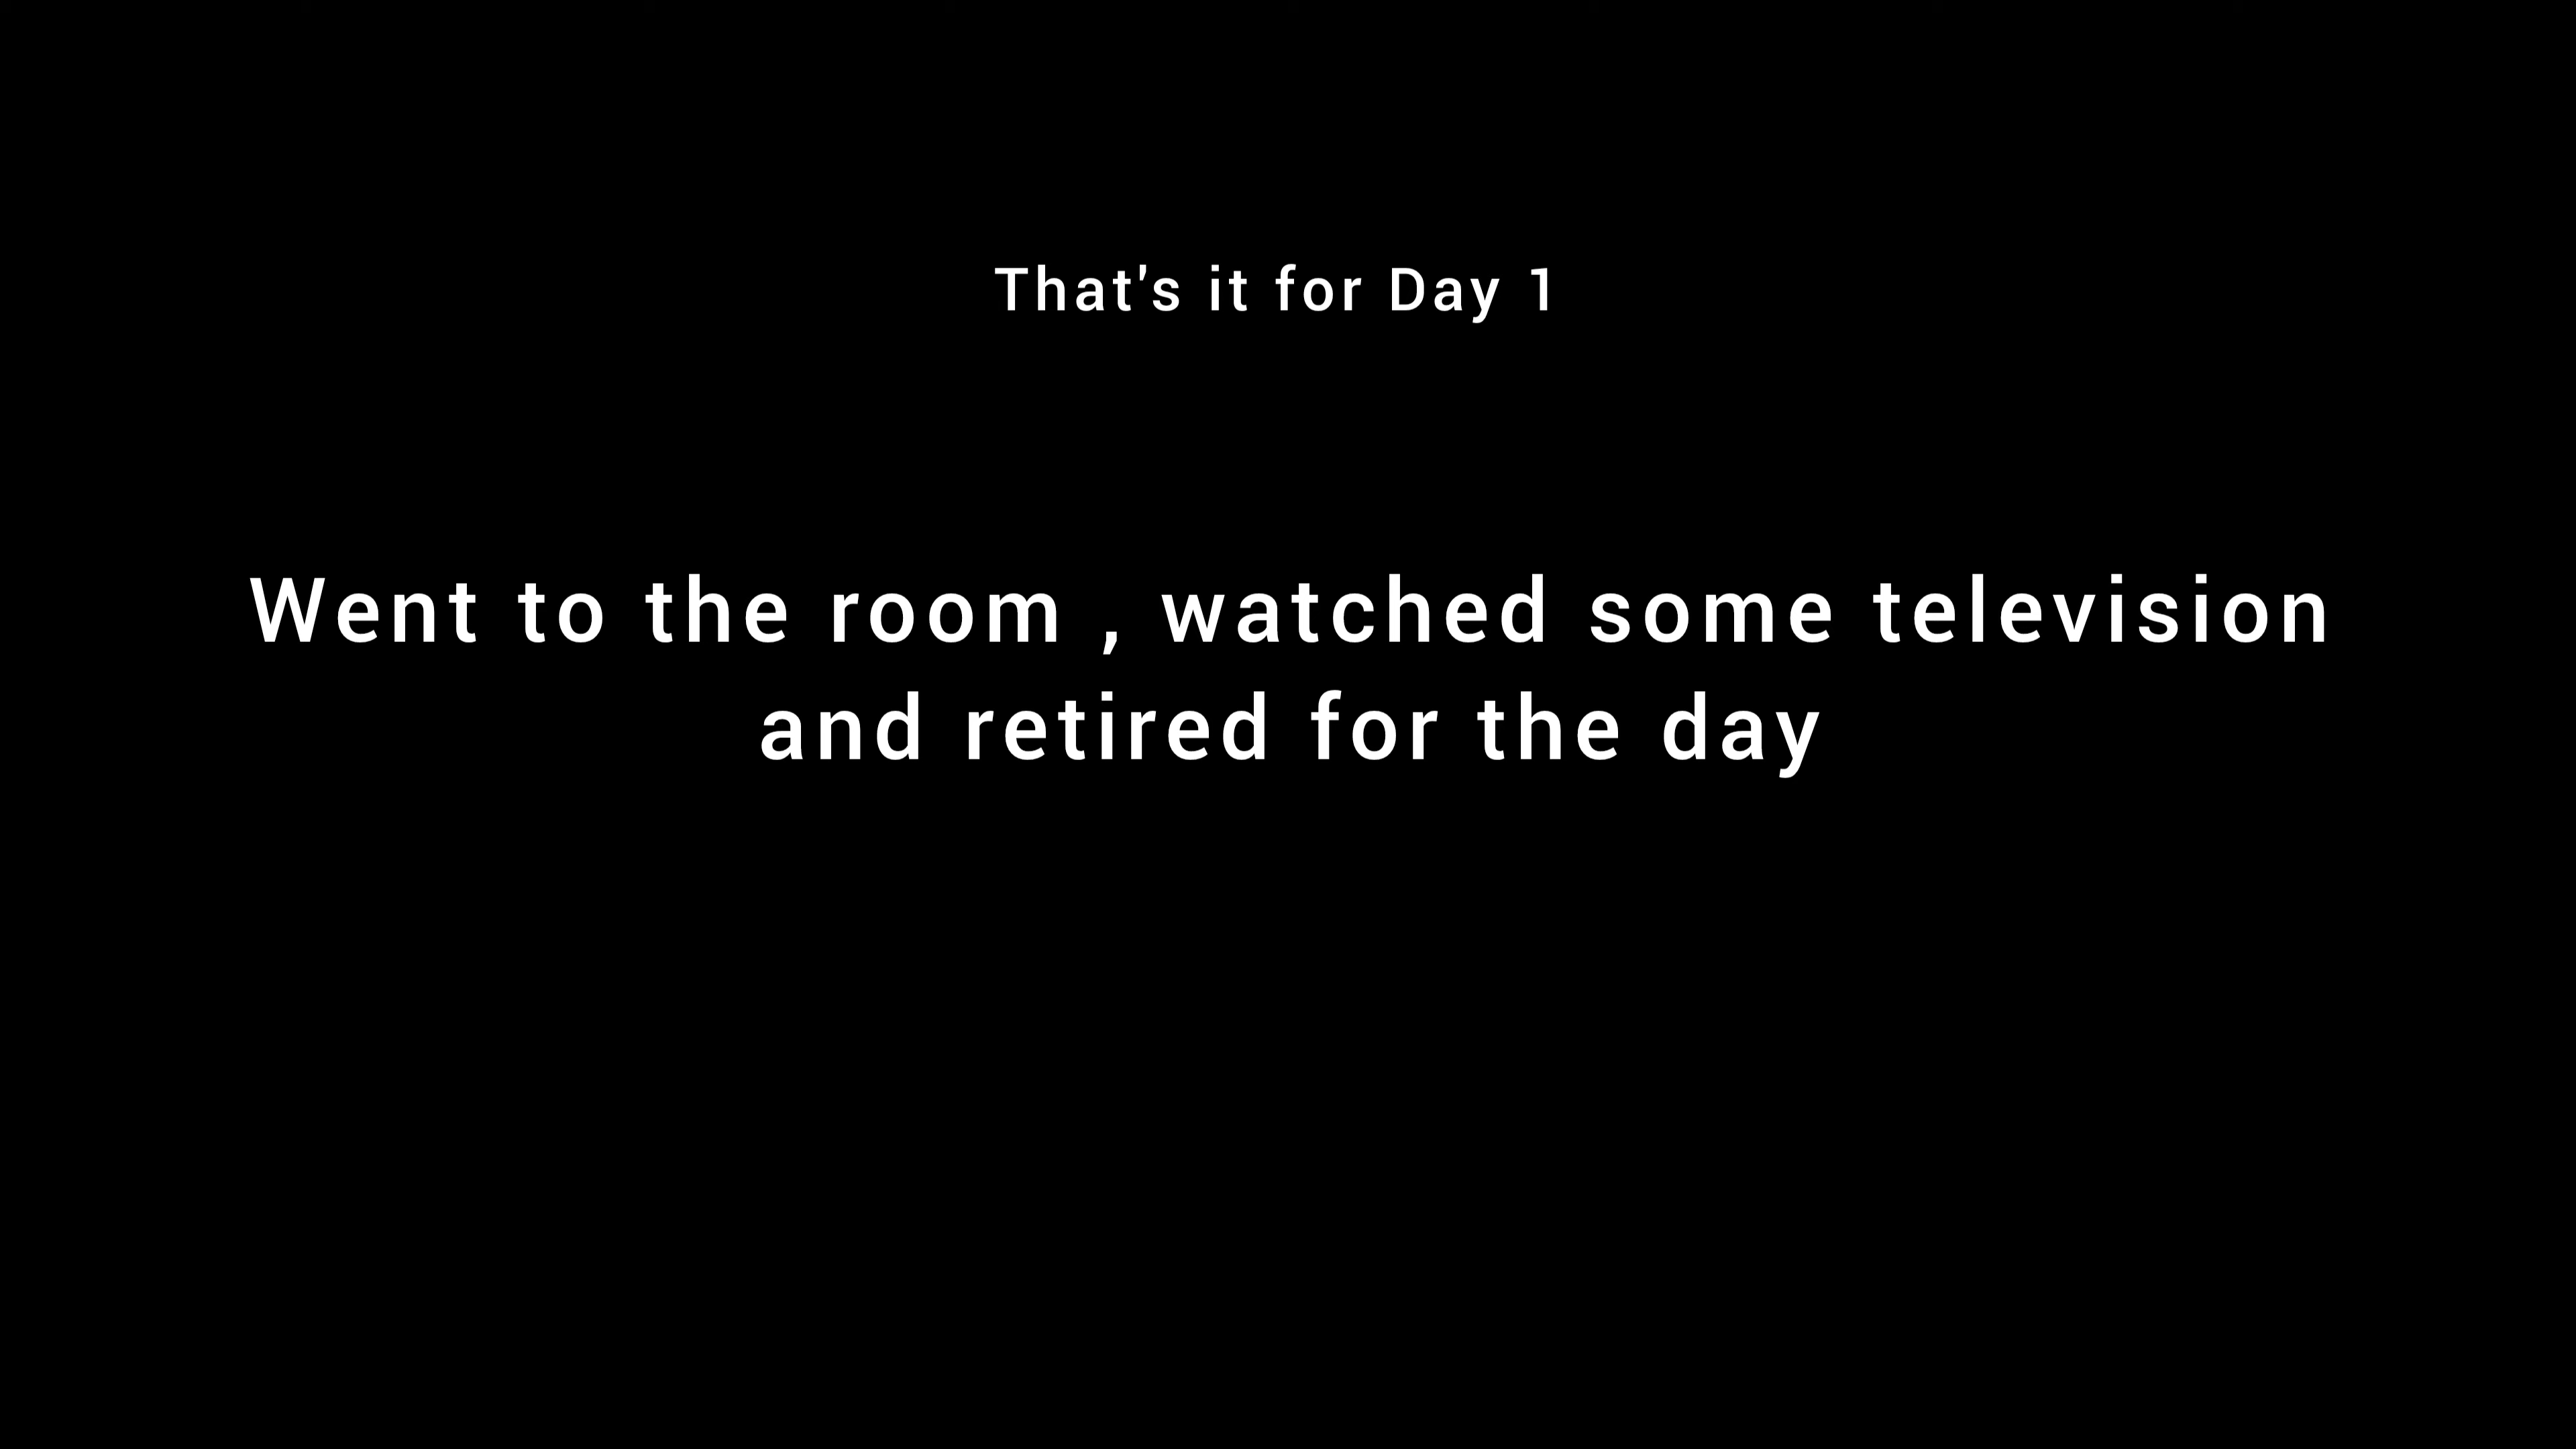 That's it for Day 1
Went to the room , watched some television
and retired for the day